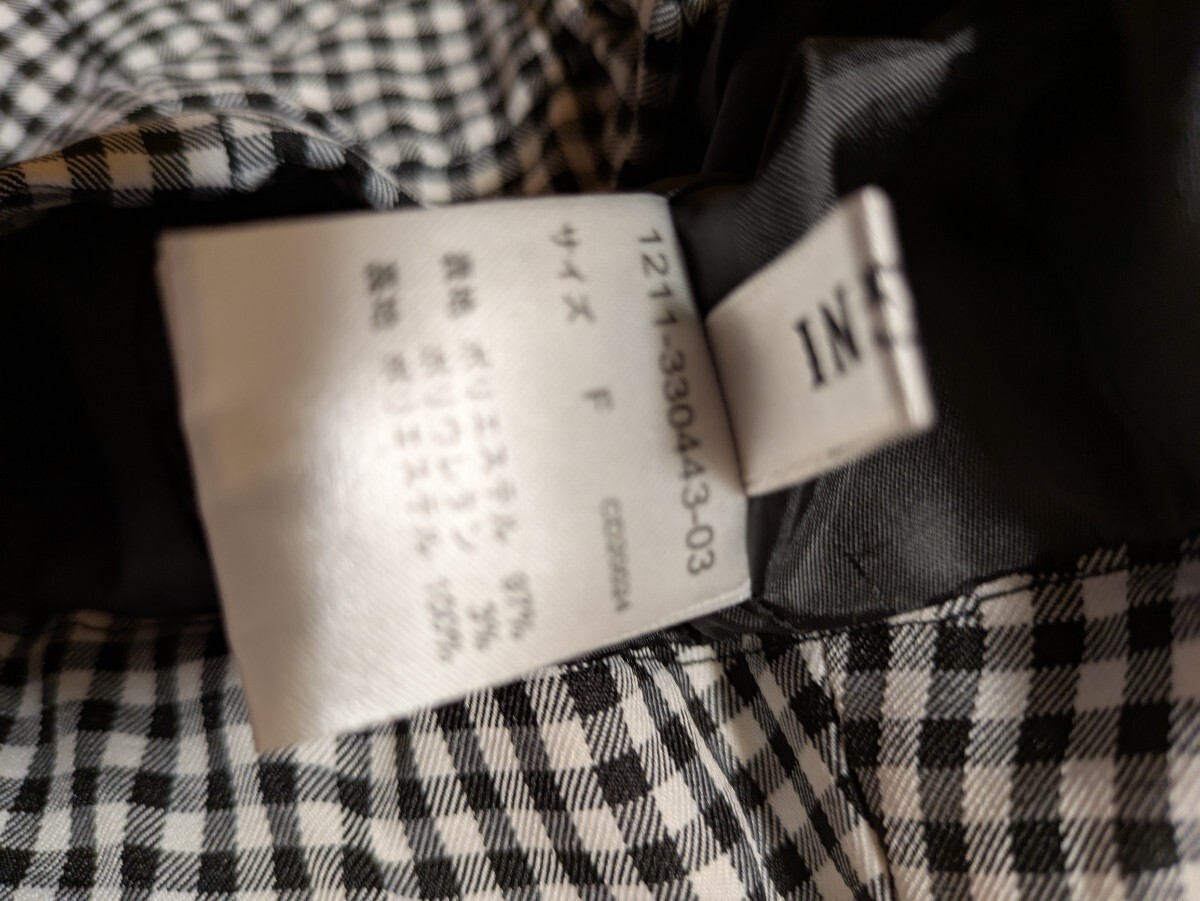 1211-330443-03
サイズ F
表地 ポリエステル 97%
ポリウレタン 3%
裏地 ポリエステル 100%
IN